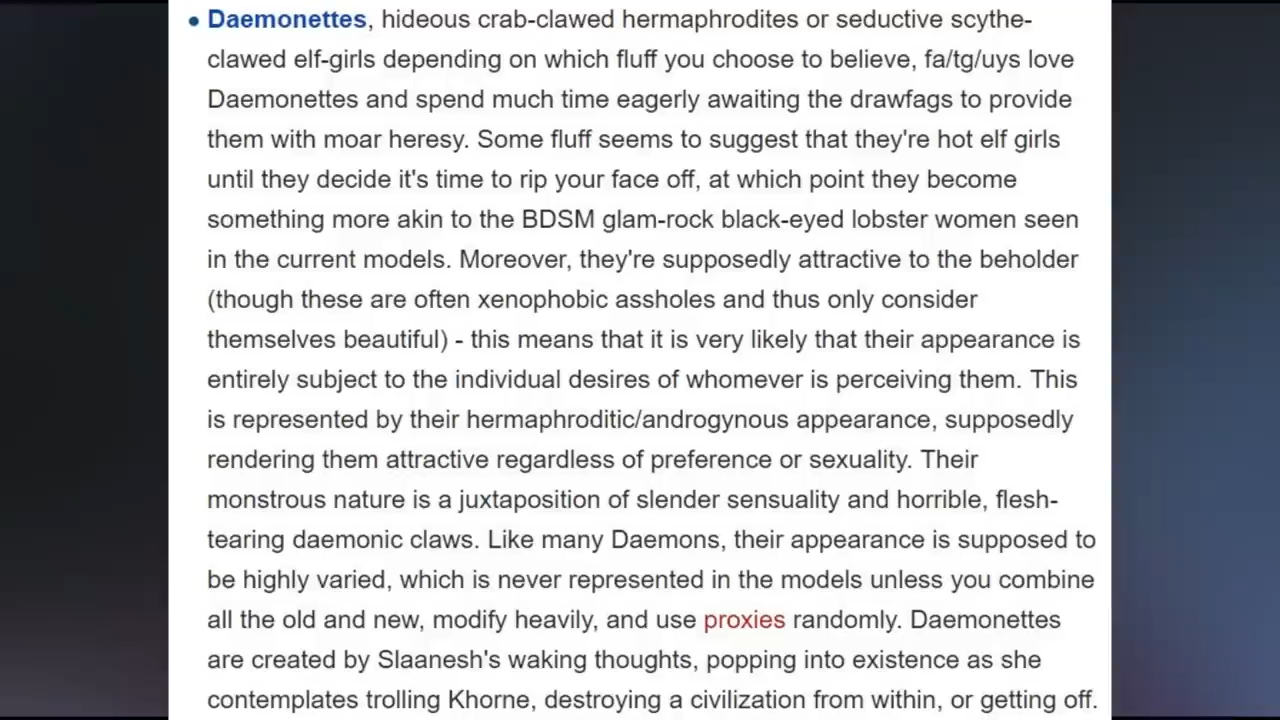 • Daemonettes, hideous crab-clawed hermaphrodites or seductive scythe-
clawed elf-girls depending on which fluff you choose to believe, fa/tg/uys love
Daemonettes and spend much time eagerly awaiting the drawfags to provide
them with moar heresy. Some fluff seems to suggest that they're hot elf girls
until they decide it's time to rip your face off, at which point they become
something more akin to the BDSM glam-rock black-eyed lobster women seen
in the current models. Moreover, they're supposedly attractive to the beholder
(though these are often xenophobic assholes and thus only consider
themselves beautiful) - this means that it is very likely that their appearance is
entirely subject to the individual desires of whomever is perceiving them. This
is represented by their hermaphroditic/androgynous appearance, supposedly
rendering them attractive regardless of preference or sexuality. Their
monstrous nature is a juxtaposition of slender sensuality and horrible, flesh-
tearing daemonic claws. Like many Daemons, their appearance is supposed to
be highly varied, which is never represented in the models unless you combine
all the old and new, modify heavily, and use proxies randomly. Daemonettes
are created by Slaanesh's waking thoughts, popping into existence as she
contemplates trolling Khorne, destroying a civilization from within, or getting off.